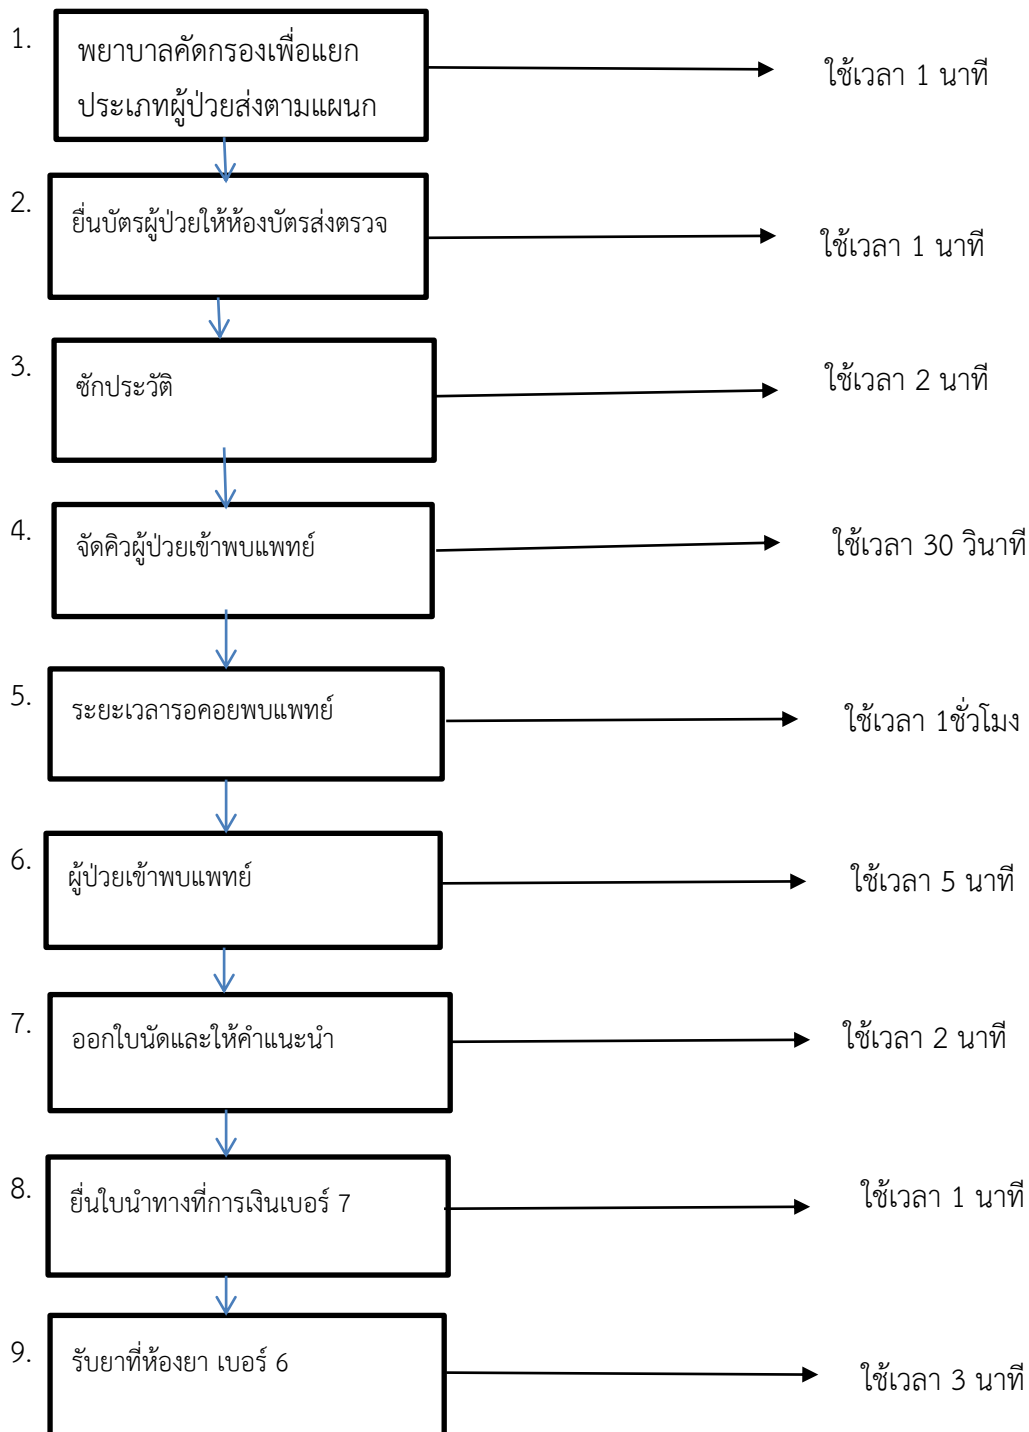 1.
พยาบาลคัดกรองเพื่อแยก
ประเภทผู้ป่วยส่งตามแผนก
ใช้เวลา 1 นาที
2.
ยื่นบัตรผู้ป่วยให้ห้องบัตรส่งตรวจ
ใช้เวลา 1 นาที
3.
ซักประวัติ
ใช้เวลา 2 นาที
4.
จัดคิวผู้ป่วยเข้าพบแพทย์
ใช้เวลา 30 วินาที
5.
ระยะเวลารอคอยพบแพทย์
ใช้เวลา 1ชั่วโมง
6.
ผู้ป่วยเข้าพบแพทย์
ใช้เวลา 5 นาที
7.
ออกใบนัดและให้คำแนะนำ
ใช้เวลา 2 นาที
8.
ยื่นใบนำทางที่การเงินเบอร์ 7
ใช้เวลา 1 นาที
9.
รับยาที่ห้องยา เบอร์ 6
ใช้เวลา 3 นาที